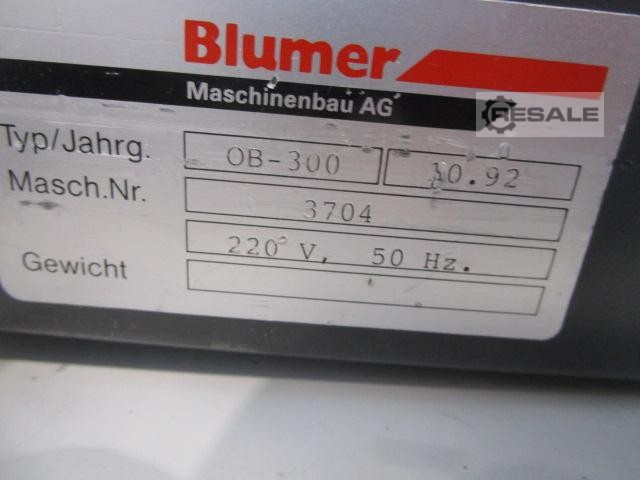 Blumer
Maschinenbau AG
RESALE
Typ/Jahrg. OB-300 10.92
Masch.Nr. 3704
220 V, 50 Hz.
Gewicht